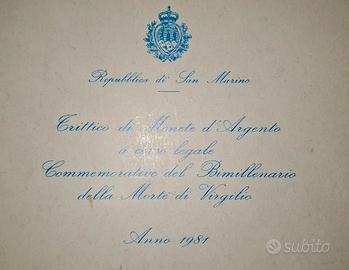 Repubblica di San Marino
Trittico di Monete d'Argento
a corso legale
Commemorative del Bimillenario
della Morte di Virgilio
Anno 1981
subito